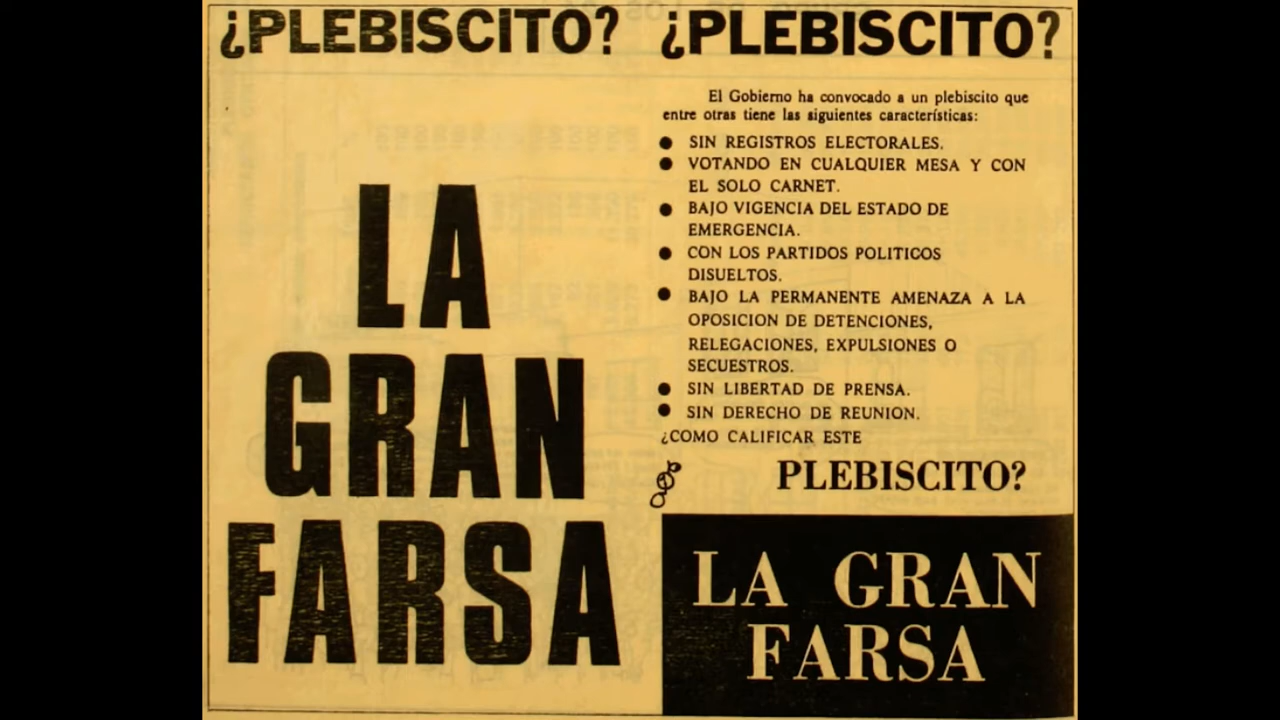 ¿PLEBISCITO?
LA
GRAN
FARSA
¿PLEBISCITO?
El Gobierno ha convocado a un plebiscito que
entre otras tiene las siguientes características:
● SIN REGISTROS ELECTORALES.
● VOTANDO EN CUALQUIER MESA Y CON
EL SOLO CARNET.
● BAJO VIGENCIA DEL ESTADO DE
EMERGENCIA.
● CON LOS PARTIDOS POLITICOS
DISUELTOS.
● BAJO LA PERMANENTE AMENAZA A LA
OPOSICION DE DETENCIONES,
RELEGACIONES, EXPULSIONES O
SECUESTROS.
● SIN LIBERTAD DE PRENSA.
● SIN DERECHO DE REUNION.
¿COMO CALIFICAR ESTE
PLEBISCITO?
LA GRAN
FARSA